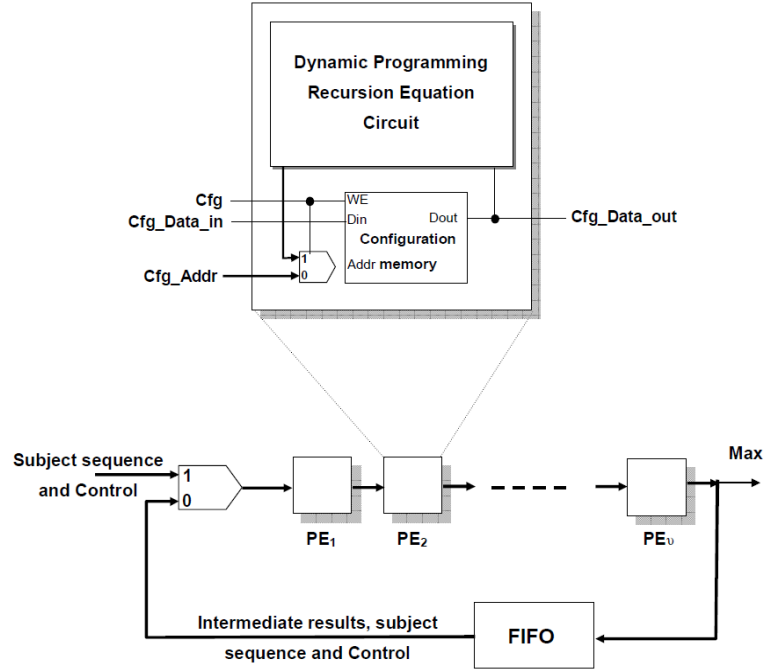 Dynamic Programming
Recursion Equation
Circuit
Cfg
WE
Cfg_Data_in
Din
Dout
Cfg_Data_out
Configuration
1
Addr memory
Cfg_Addr
0
Subject sequence
and Control
1
0
Max
PE1
PE2
PEυ
Intermediate results, subject
sequence and Control
FIFO